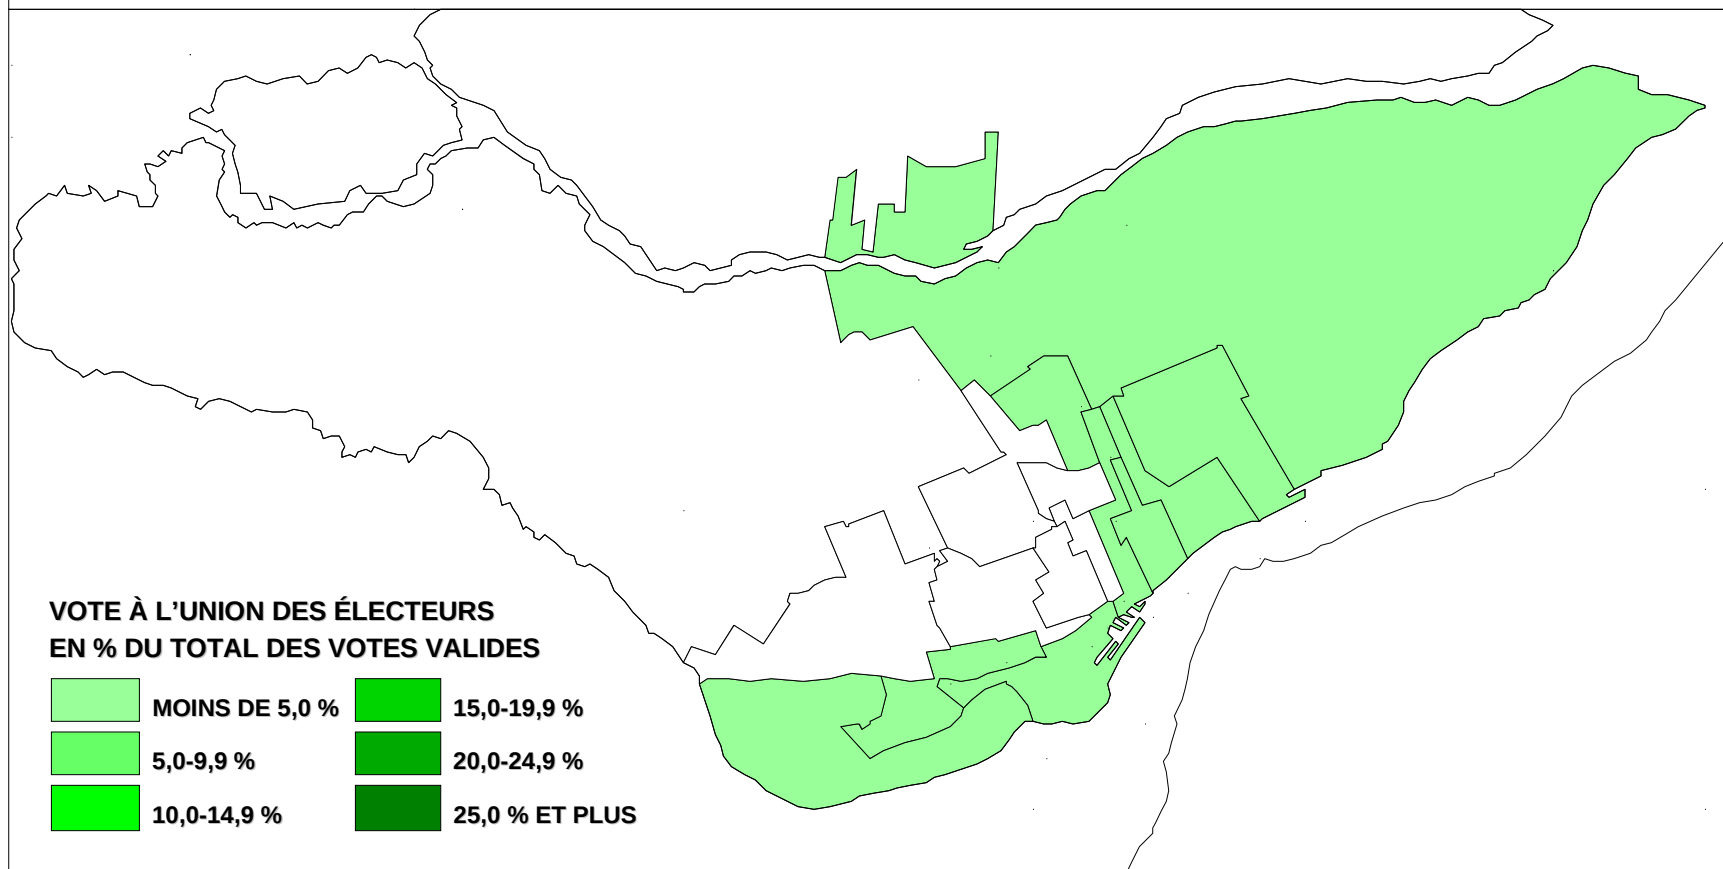 VOTE À L’UNION DES ÉLECTEURS
EN % DU TOTAL DES VOTES VALIDES
MOINS DE 5,0 %
5,0-9,9 %
10,0-14,9 %
15,0-19,9 %
20,0-24,9 %
25,0 % ET PLUS